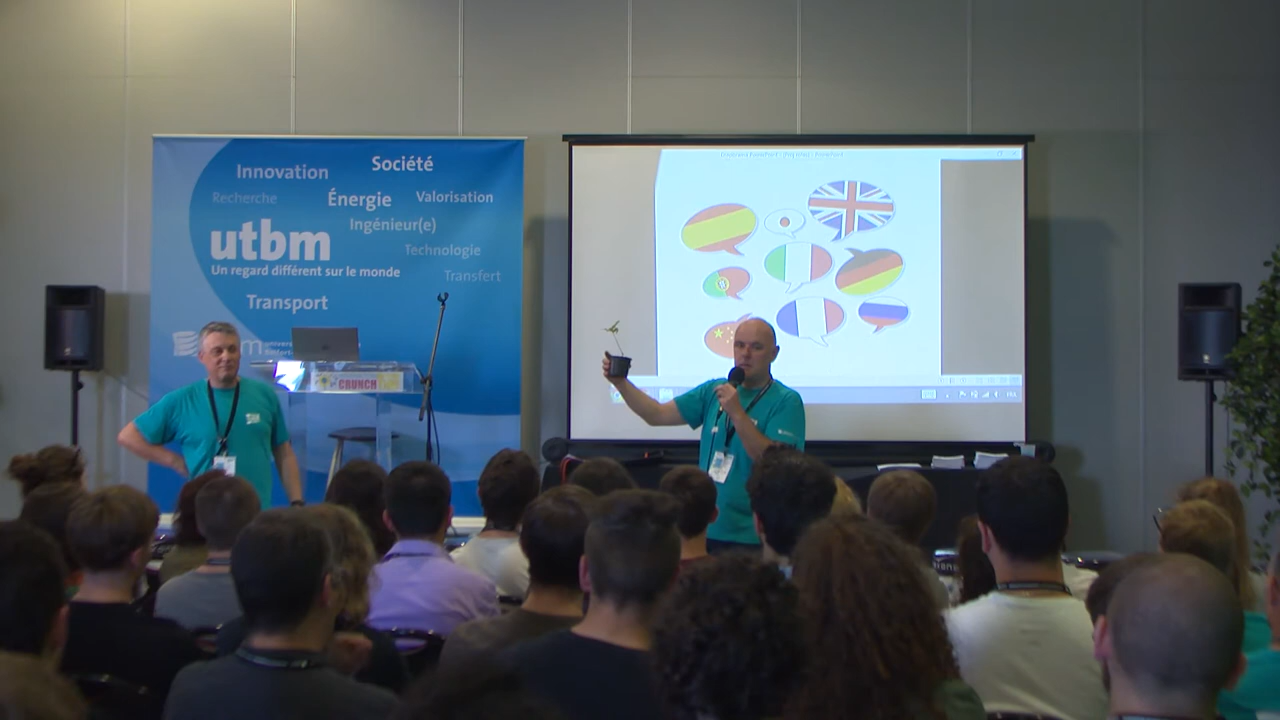 Innovation
Société
Recherche
Énergie
Valorisation
Ingénieur(e)
utbm
Technologie
Un regard différent sur le monde
Transfert
Transport
CRUNCH